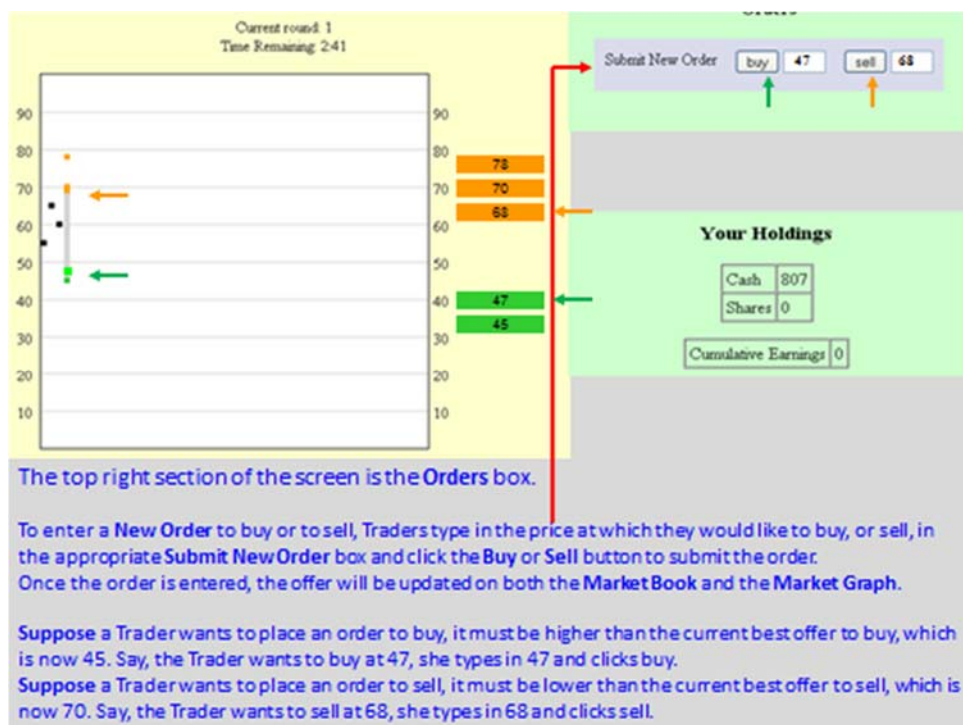 Current round: 1
Time Remaining: 2:41
Orders
Submit New Order buy 47 sell 68
90 90
80 80
78
70 70
70
68
60 60
50 50
40 40
47
45
30 30
20 20
10 10
Your Holdings
Cash 807
Shares 0
Cumulative Earnings 0
The top right section of the screen is the Orders box.
To enter a New Order to buy or to sell, Traders type in the price at which they would like to buy, or sell, in
the appropriate Submit New Order box and click the Buy or Sell button to submit the order.
Once the order is entered, the offer will be updated on both the Market Book and the Market Graph.
Suppose a Trader wants to place an order to buy, it must be higher than the current best offer to buy, which
is now 45. Say, the Trader wants to buy at 47, she types in 47 and clicks buy.
Suppose a Trader wants to place an order to sell, it must be lower than the current best offer to sell, which is
now 70. Say, the Trader wants to sell at 68, she types in 68 and clicks sell.